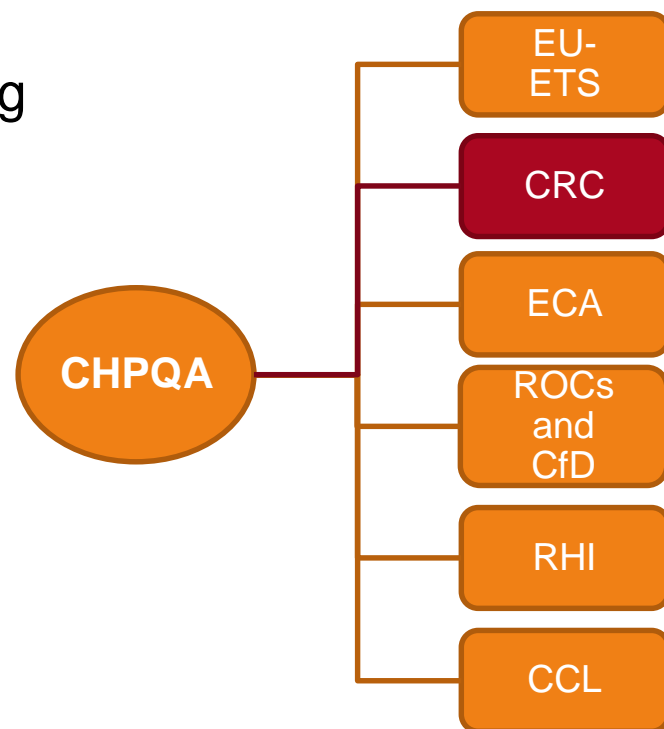 g
EU-
ETS
CRC
ECA
CHPQA
ROCs
and
CfD
RHI
CCL